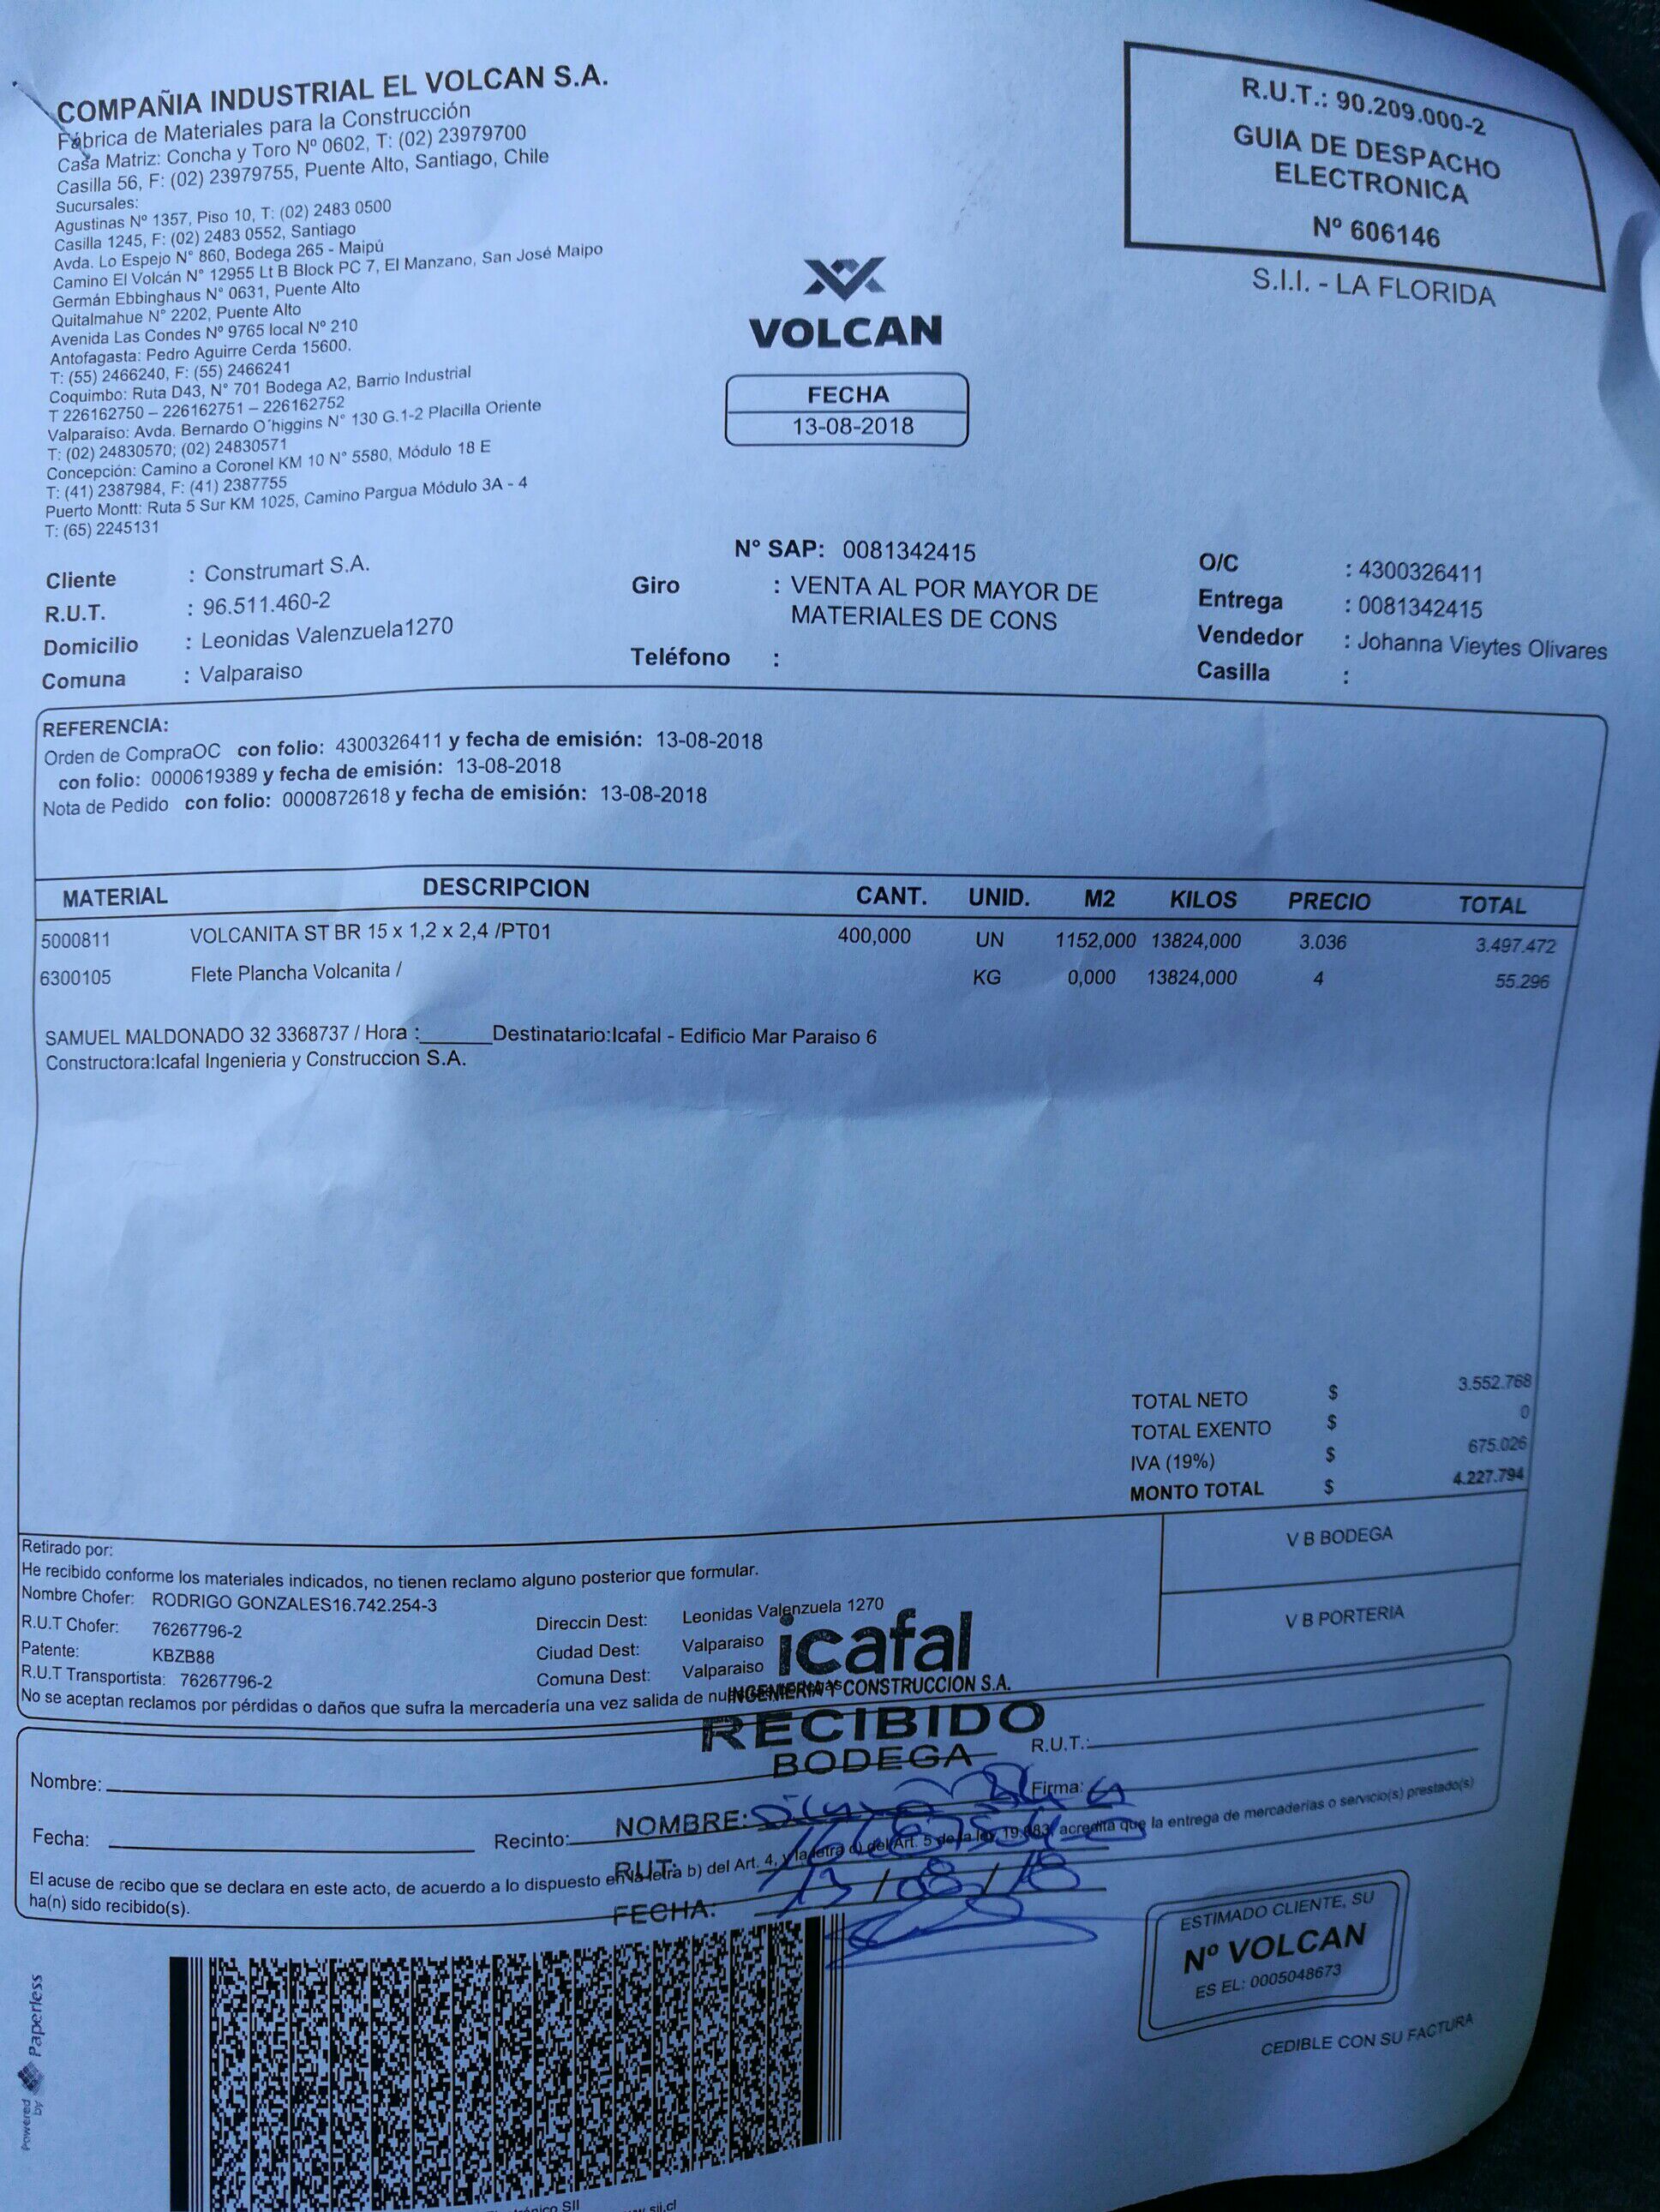 COMPAÑIA INDUSTRIAL EL VOLCAN S.A.
Fábrica de Materiales para la Construcción
Casa Matriz: Concha y Toro Nº 0602, T: (02) 23979700
Casilla 56, F: (02) 23979755, Puente Alto, Santiago, Chile
Sucursales:
Agustinas Nº 1357, Piso 10, T: (02) 2483 0500
Casilla 1245, F: (02) 2483 0552, Santiago
Avda. Lo Espejo N° 860, Bodega 265 - Maipú
Camino El Volcán N° 12955 Lt B Block PC 7, El Manzano, San José Maipo
Germán Ebbinghaus N° 0631, Puente Alto
Quitalmahue N° 2202, Puente Alto
Avenida Las Condes Nº 9765 local Nº 210
Antofagasta: Pedro Aguirre Cerda 15600.
T: (55) 2466240, F: (55) 2466241
Coquimbo: Ruta D43, N° 701 Bodega A2, Barrio Industrial
T 226162750 – 226162751 – 226162752
Valparaíso: Avda. Bernardo O´higgins N° 130 G.1-2 Placilla Oriente
T: (02) 24830570; (02) 24830571
Concepción: Camino a Coronel KM 10 N° 5580, Módulo 18 E
T: (41) 2387984, F: (41) 2387755
Puerto Montt: Ruta 5 Sur KM 1025, Camino Pargua Módulo 3A - 4
T: (65) 2245131
VOLCAN
FECHA
13-08-2018
R.U.T.: 90.209.000-2
GUIA DE DESPACHO
ELECTRONICA
Nº 606146
S.I.I. - LA FLORIDA
Cliente : Construmart S.A.
R.U.T. : 96.511.460-2
Domicilio : Leonidas Valenzuela1270
Comuna : Valparaiso
N° SAP: 0081342415
Giro : VENTA AL POR MAYOR DE
MATERIALES DE CONS
Teléfono :
O/C : 4300326411
Entrega : 0081342415
Vendedor : Johanna Vieytes Olivares
Casilla :
REFERENCIA:
Orden de CompraOC con folio: 4300326411 y fecha de emisión: 13-08-2018
con folio: 0000619389 y fecha de emisión: 13-08-2018
Nota de Pedido con folio: 0000872618 y fecha de emisión: 13-08-2018
MATERIAL DESCRIPCION CANT. UNID. M2 KILOS PRECIO TOTAL
5000811 VOLCANITA ST BR 15 x 1,2 x 2,4 /PT01 400,000 UN 1152,000 13824,000 3.036 3.497.472
6300105 Flete Plancha Volcanita / KG 0,000 13824,000 4 55.296
SAMUEL MALDONADO 32 3368737 / Hora :______Destinatario:Icafal - Edificio Mar Paraiso 6
Constructora:Icafal Ingenieria y Construccion S.A.
TOTAL NETO $ 3.552.768
TOTAL EXENTO $ 0
IVA (19%) $ 675.026
MONTO TOTAL $ 4.227.794
Retirado por:
He recibido conforme los materiales indicados, no tienen reclamo alguno posterior que formular.
Nombre Chofer: RODRIGO GONZALES16.742.254-3
R.U.T Chofer: 76267796-2
Patente: KBZB88
R.U.T Transportista: 76267796-2
Direccin Dest: Leonidas Valenzuela 1270
Ciudad Dest: Valparaiso
Comuna Dest: Valparaiso
No se aceptan reclamos por pérdidas o daños que sufra la mercadería una vez salida de
V B BODEGA
V B PORTERIA
icafal
INGENIERIA Y CONSTRUCCION S.A.
RECIBIDO
BODEGA
NOMBRE:
RUT:
FECHA: 13/08/18
Nombre:
R.U.T.:
Fecha:
Recinto:
Firma:
El acuse de recibo que se declara en este acto, de acuerdo a lo dispuesto en la letra b) del Art. 4, y la letra c) del Art. 5 de la ley 19.983, acredita que la entrega de mercaderías o servicio(s) prestado(s)
ha(n) sido recibido(s).
ESTIMADO CLIENTE, SU
Nº VOLCAN
ES EL: 0005048673
CEDIBLE CON SU FACTURA
Powered by Paperless